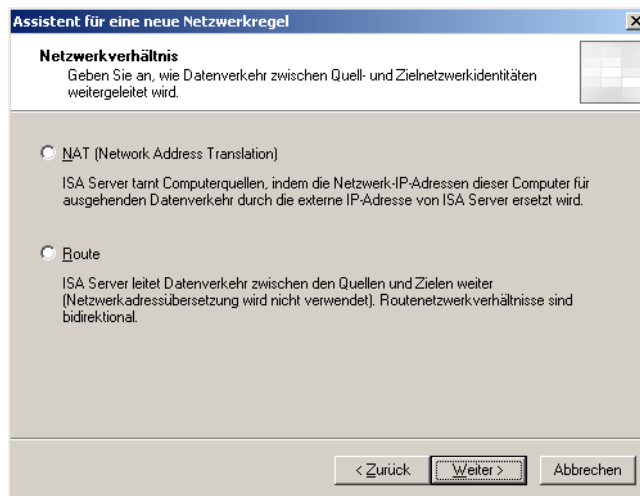 Assistent für eine neue Netzwerkregel
Netzwerkverhältnis
Geben Sie an, wie Datenverkehr zwischen Quell- und Zielnetzwerkidentitäten
weitergeleitet wird.
NAT (Network Address Translation)
ISA Server tarnt Computerquellen, indem die Netzwerk-IP-Adressen dieser Computer für
ausgehenden Datenverkehr durch die externe IP-Adresse von ISA Server ersetzt wird.
Route
ISA Server leitet Datenverkehr zwischen den Quellen und Zielen weiter
(Netzwerkadressübersetzung wird nicht verwendet). Routenetzwerkverhältnisse sind
bidirektional.
< Zurück
Weiter >
Abbrechen